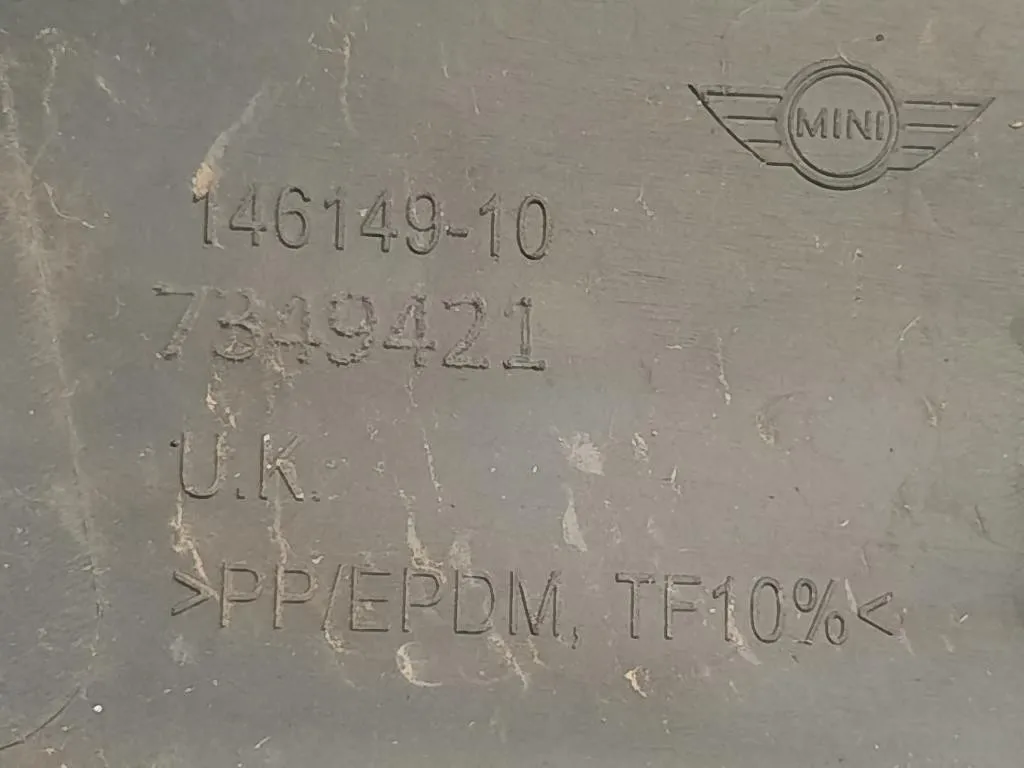 MINI
146149-10
7349421
U.K.
>PP/EPDM, TF10%<